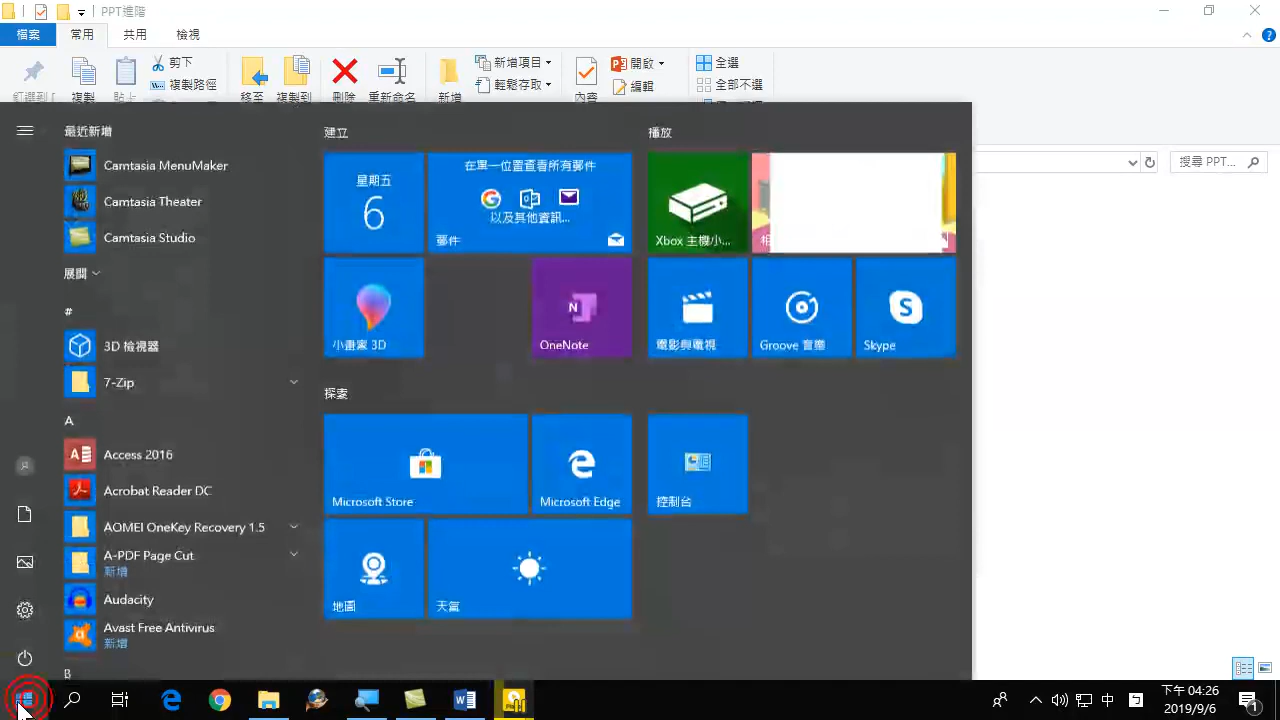 PPT進階
檔案
常用
共用
檢視
剪下
複製路徑
複製
貼上
移至
複製到
刪除
重新命名
新增
新增項目
輕鬆存取
內容
開啟
編輯
全選
全部不選
搜尋 PPT...
最近新增
Camtasia MenuMaker
Camtasia Theater
Camtasia Studio
展開
#
3D 檢視器
7-Zip
A
Access 2016
Acrobat Reader DC
AOMEI OneKey Recovery 1.5
A-PDF Page Cut
新增
Audacity
Avast Free Antivirus
新增
B
建立
星期五
6
在單一位置查看所有郵件
以及其他資訊...
郵件
小畫家 3D
OneNote
探索
Microsoft Store
Microsoft Edge
地圖
天氣
播放
Xbox 主機小...
電影與電視
Groove 音樂
Skype
控制台
中
下午 04:26
2019/9/6
1